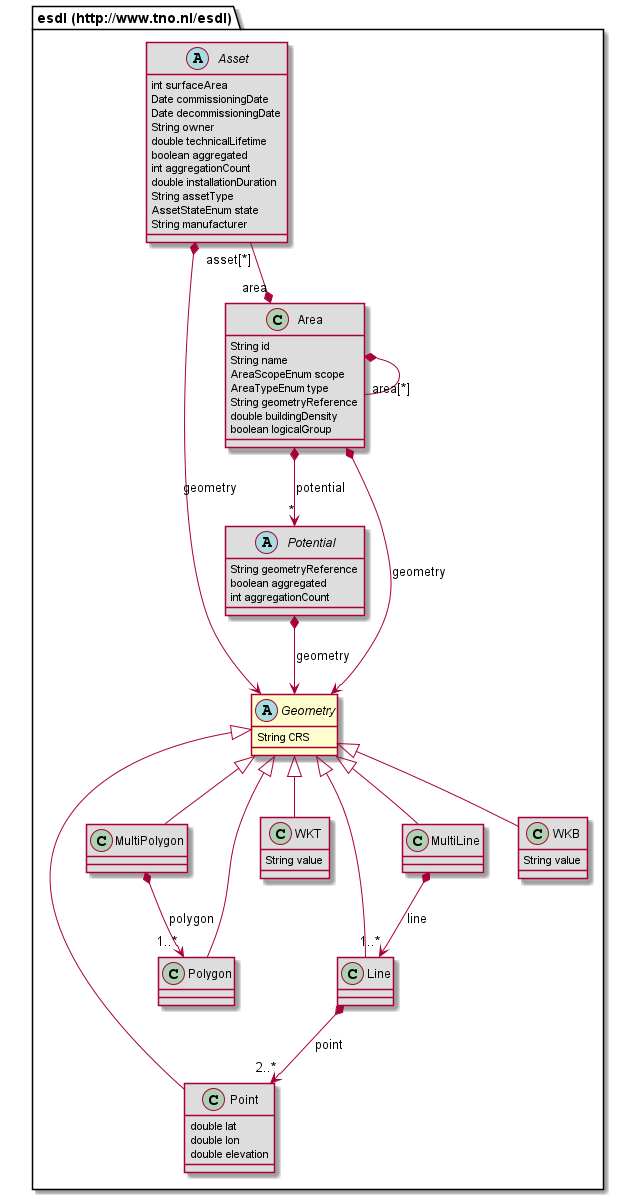 esdl (http://www.tno.nl/esdl)
A Asset
int surfaceArea
Date commissioningDate
Date decommissioningDate
String owner
double technicalLifetime
boolean aggregated
int aggregationCount
double installationDuration
String assetType
AssetStateEnum state
String manufacturer
asset[*]
area
C Area
String id
String name
AreaScopeEnum scope
AreaTypeEnum type
String geometryReference
double buildingDensity
boolean logicalGroup
area[*]
geometry
potential
*
A Potential
String geometryReference
boolean aggregated
int aggregationCount
geometry
geometry
A Geometry
String CRS
C MultiPolygon
C WKT
String value
C MultiLine
C WKB
String value
polygon
1..*
line
1..*
C Polygon
C Line
point
2..*
C Point
double lat
double lon
double elevation